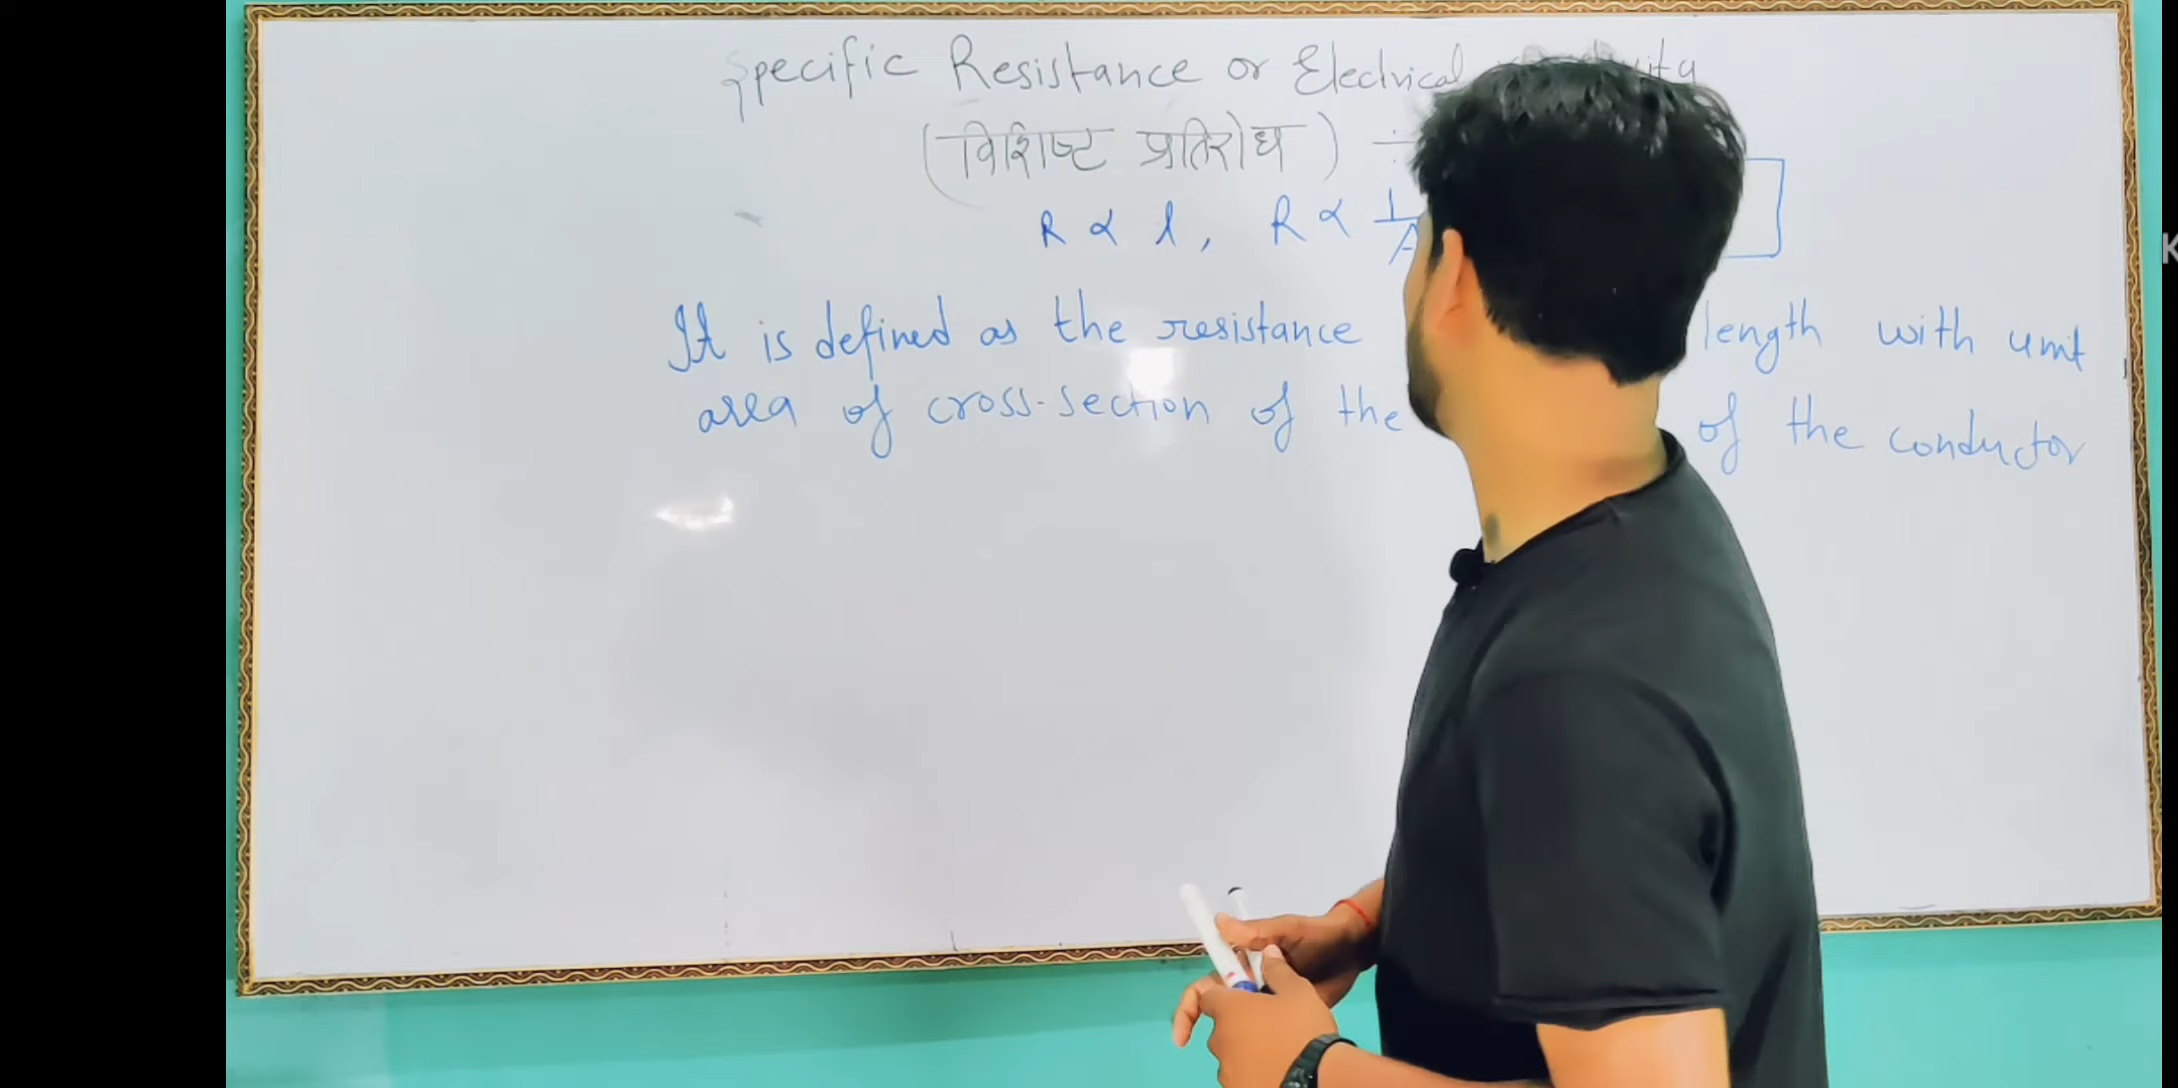 Specific Resistance or Electrical
(विशिष्ट प्रतिरोध) ÷
R ∝ l, R ∝ 1/A
It is defined as the resistance length with unit
area of cross-section of the of the conductor
K